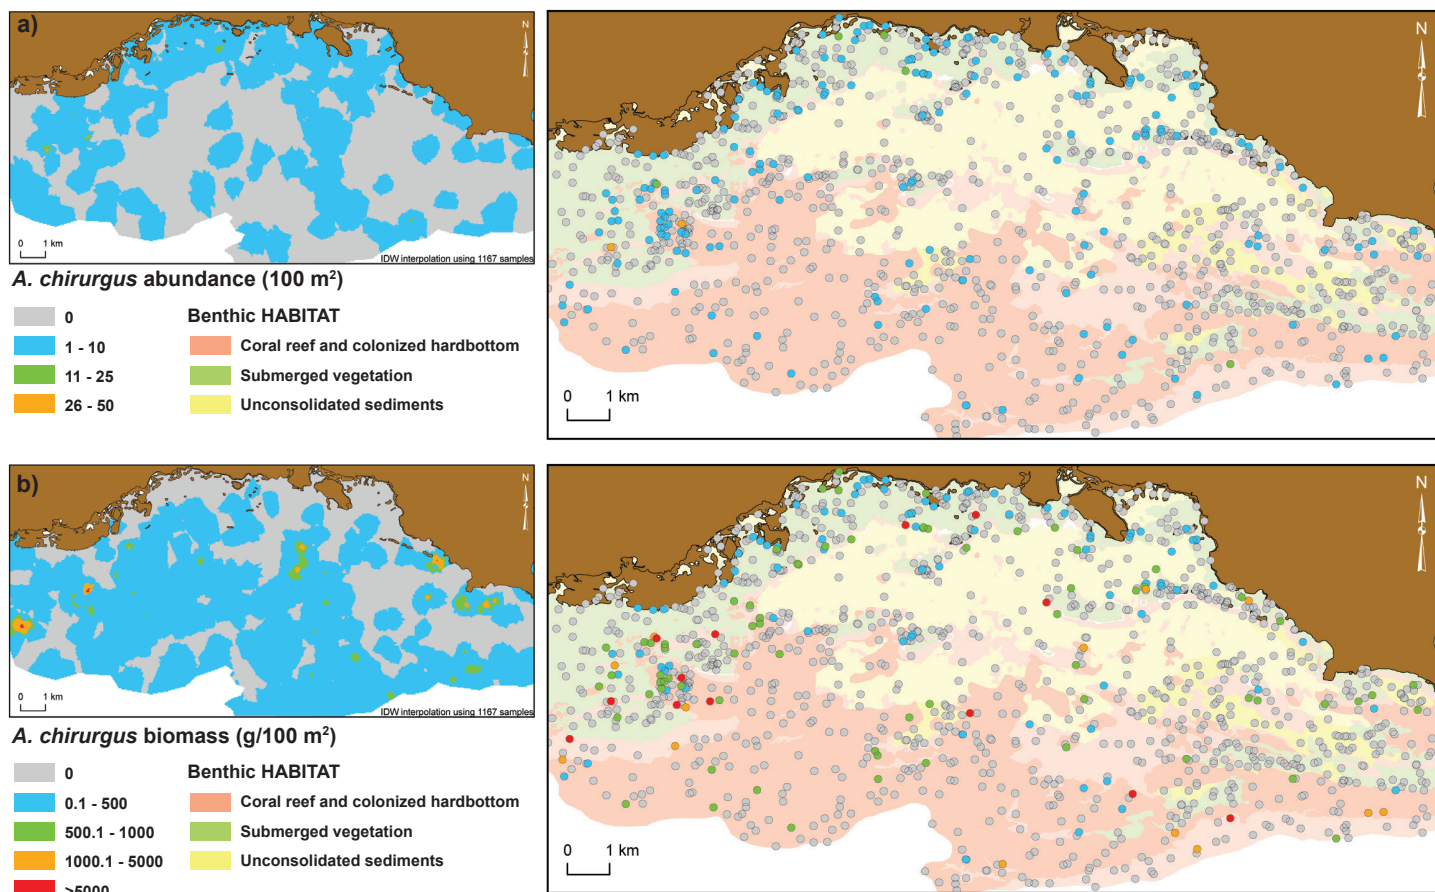 a)
N
N
0 1 km
IDW interpolation using 1167 samples
A. chirurgus abundance (100 m²)
0
Benthic HABITAT
1 - 10
Coral reef and colonized hardbottom
11 - 25
Submerged vegetation
26 - 50
Unconsolidated sediments
0 1 km
b)
N
N
0 1 km
IDW interpolation using 1167 samples
A. chirurgus biomass (g/100 m²)
0
Benthic HABITAT
0.1 - 500
Coral reef and colonized hardbottom
500.1 - 1000
Submerged vegetation
1000.1 - 5000
Unconsolidated sediments
>5000
0 1 km